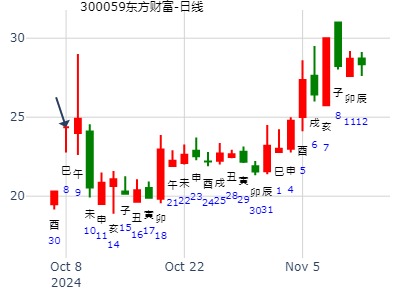 300059东方财富-日线
30
25
20
酉
30
巳
8
午
9
未
10
申
11
亥
14
子
15
丑
16
寅
17
卯
18
午
21
未
22
申
23
酉
24
戌
25
丑
28
寅
29
卯
30
辰
31
巳
1
申
4
酉
5
戌
6
亥
7
子
8
卯
11
辰
12
Oct 8
2024
Oct 22
Nov 5